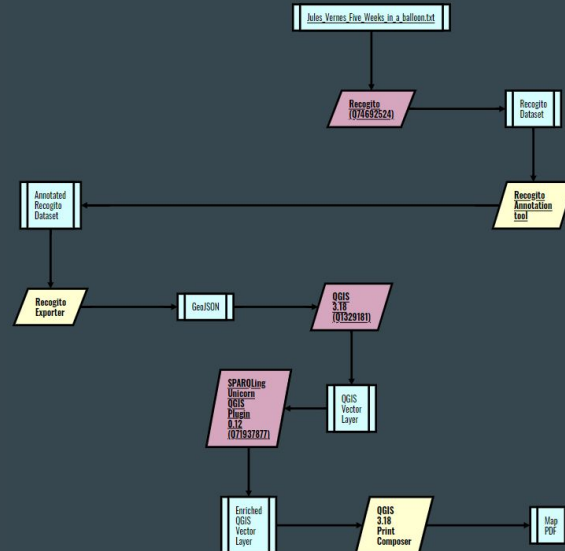 Jules_Vernes_Five_Weeks_in_a_balloon.txt
Recogito
(Q74692524)
Recogito
Dataset
Recogito
Annotation
tool
Annotated
Recogito
Dataset
Recogito
Exporter
GeoJSON
QGIS
3.18
(Q1329181)
QGIS
Vector
Layer
SPARQLing
Unicorn
QGIS
Plugin
0.12
(Q71937877)
Enriched
QGIS
Vector
Layer
QGIS
3.18
Print
Composer
Map
PDF